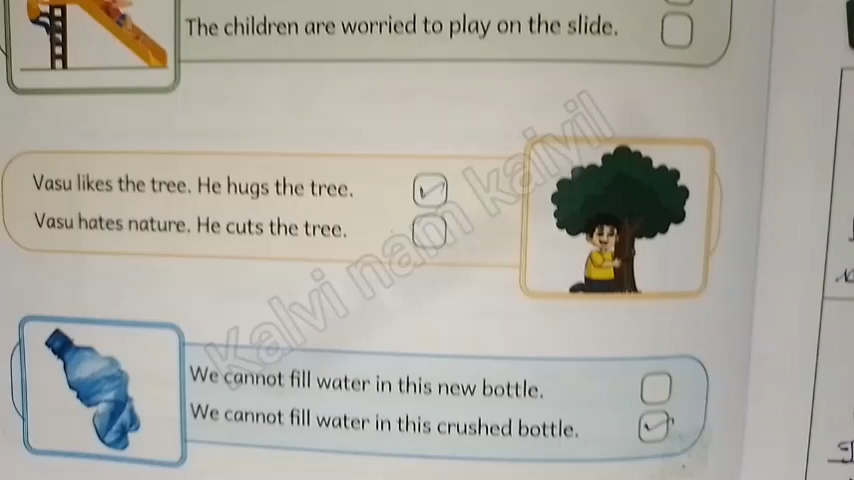 The children are worried to play on the slide.
Vasu likes the tree. He hugs the tree.
Vasu hates nature. He cuts the tree.
Kalvi nam kaiyil
We cannot fill water in this new bottle.
We cannot fill water in this crushed bottle.